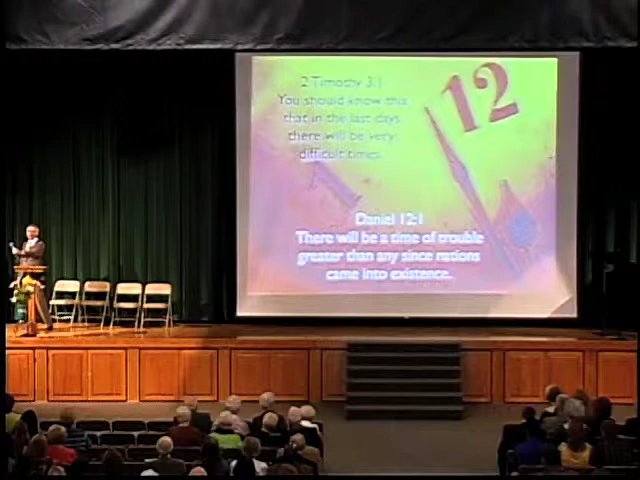 2 Timothy 3:1
You should know this
that in the last days
there will be very
difficult times.
12
Daniel 12:1
There will be a time of trouble
greater than any since nations
came into existence.